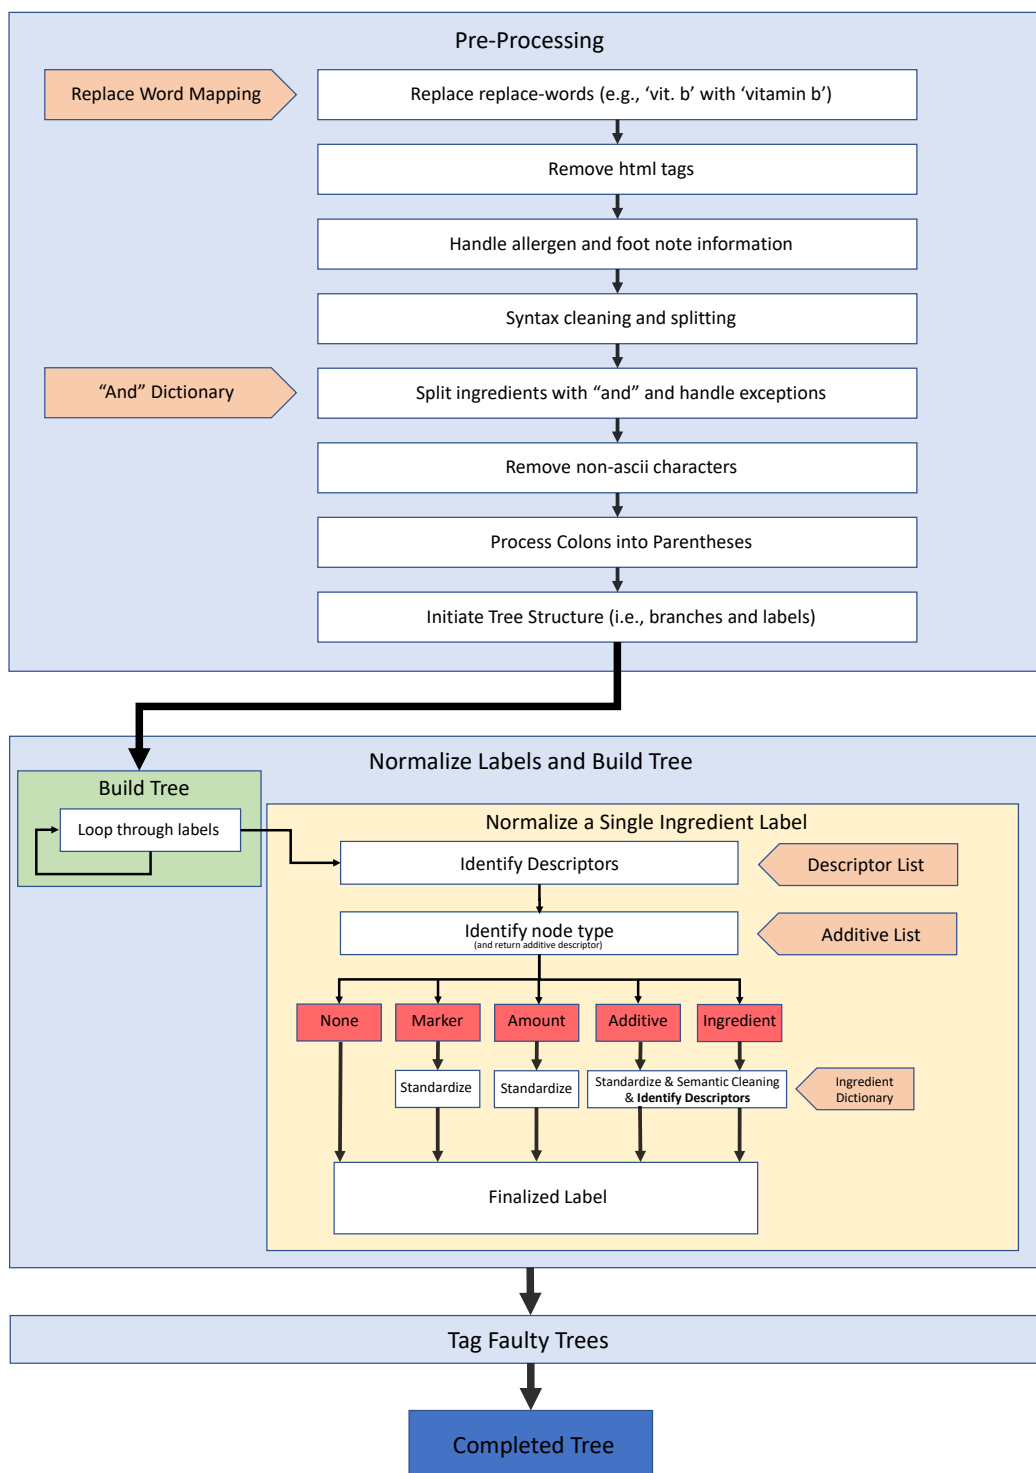 Pre-Processing
Replace Word Mapping
Replace replace-words (e.g., ‘vit. b’ with ‘vitamin b’)
Remove html tags
Handle allergen and foot note information
Syntax cleaning and splitting
“And” Dictionary
Split ingredients with “and” and handle exceptions
Remove non-ascii characters
Process Colons into Parentheses
Initiate Tree Structure (i.e., branches and labels)
Normalize Labels and Build Tree
Build Tree
Loop through labels
Normalize a Single Ingredient Label
Identify Descriptors
Descriptor List
Identify node type
(and return additive descriptor)
Additive List
None
Marker
Amount
Additive
Ingredient
Standardize
Standardize
Standardize & Semantic Cleaning
& Identify Descriptors
Ingredient
Dictionary
Finalized Label
Tag Faulty Trees
Completed Tree